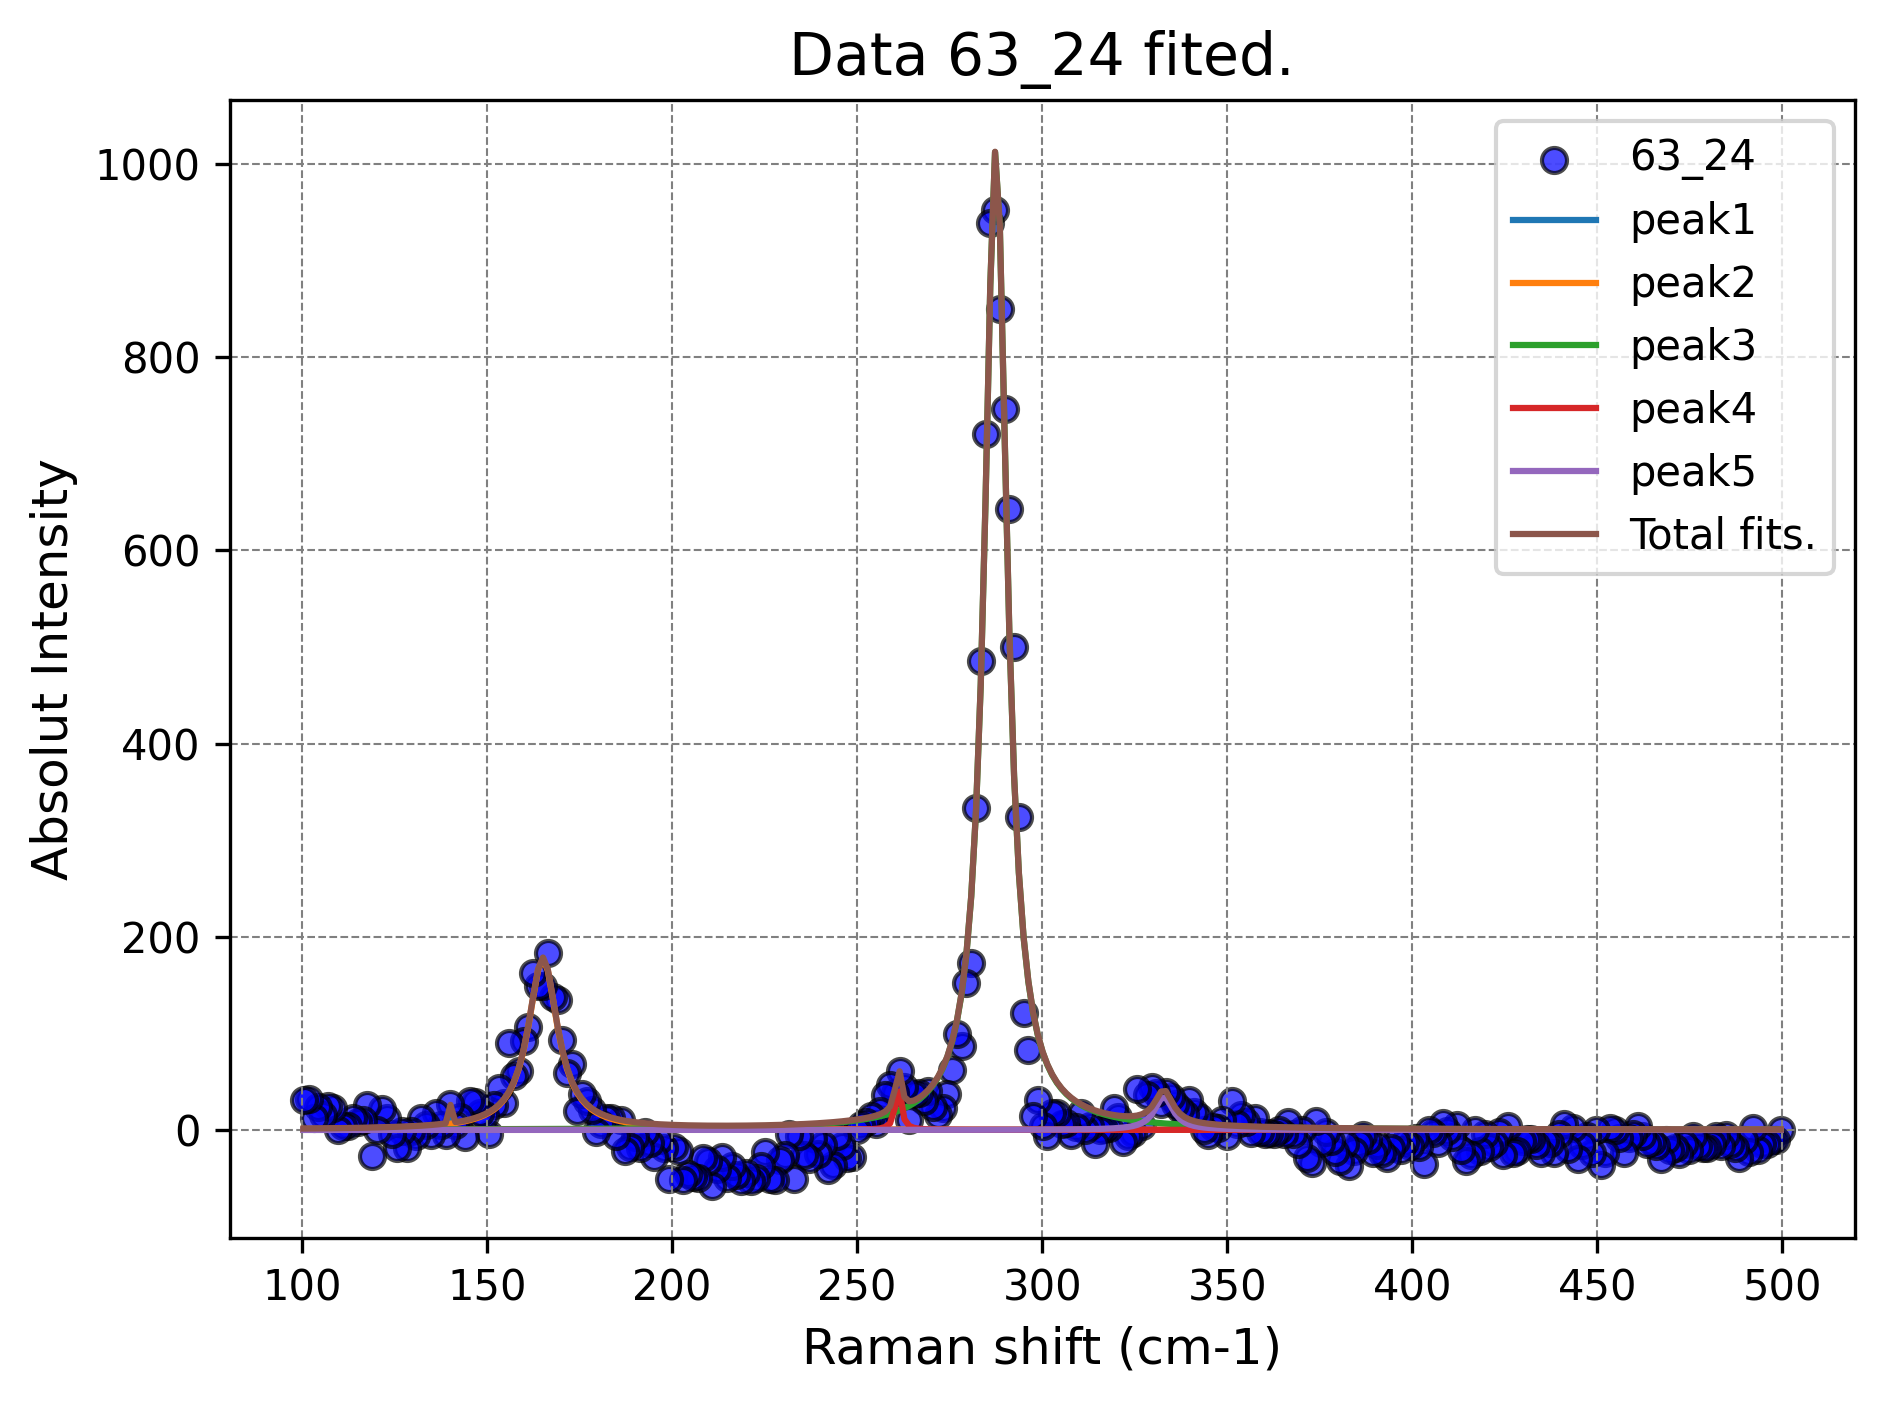 Data 63_24 fited.
1000
800
600
400
200
0
Absolut Intensity
63_24
peak1
peak2
peak3
peak4
peak5
Total fits.
100 150 200 250 300 350 400 450 500
Raman shift (cm-1)